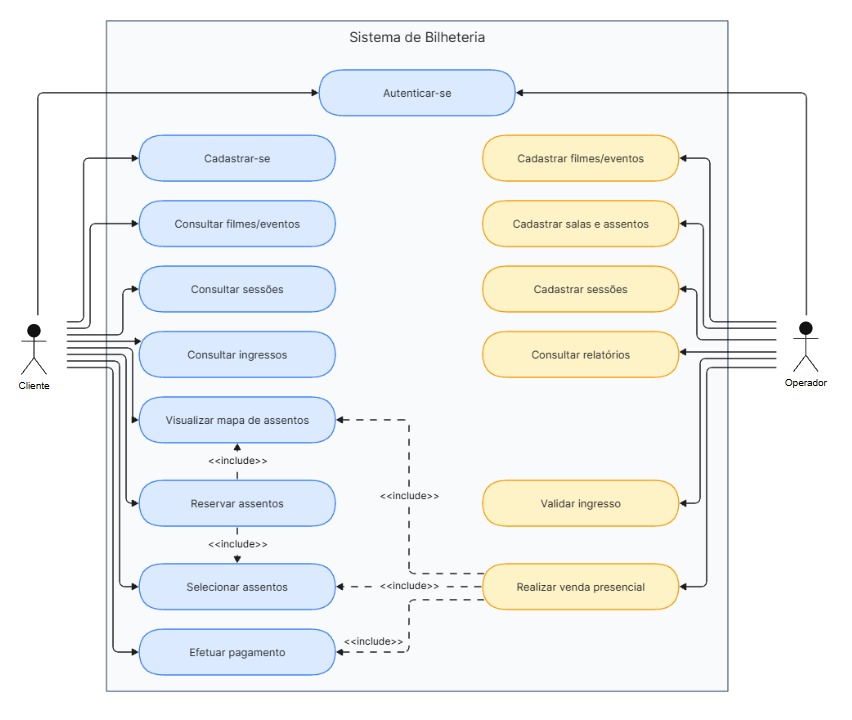 Sistema de Bilheteria
Autenticar-se
Cadastrar-se
Cadastrar filmes/eventos
Consultar filmes/eventos
Cadastrar salas e assentos
Consultar sessões
Cadastrar sessões
Consultar ingressos
Consultar relatórios
Cliente
Operador
Visualizar mapa de assentos
<<include>>
<<include>>
Reservar assentos
Validar ingresso
<<include>>
Selecionar assentos
<<include>>
Realizar venda presencial
<<include>>
Efetuar pagamento